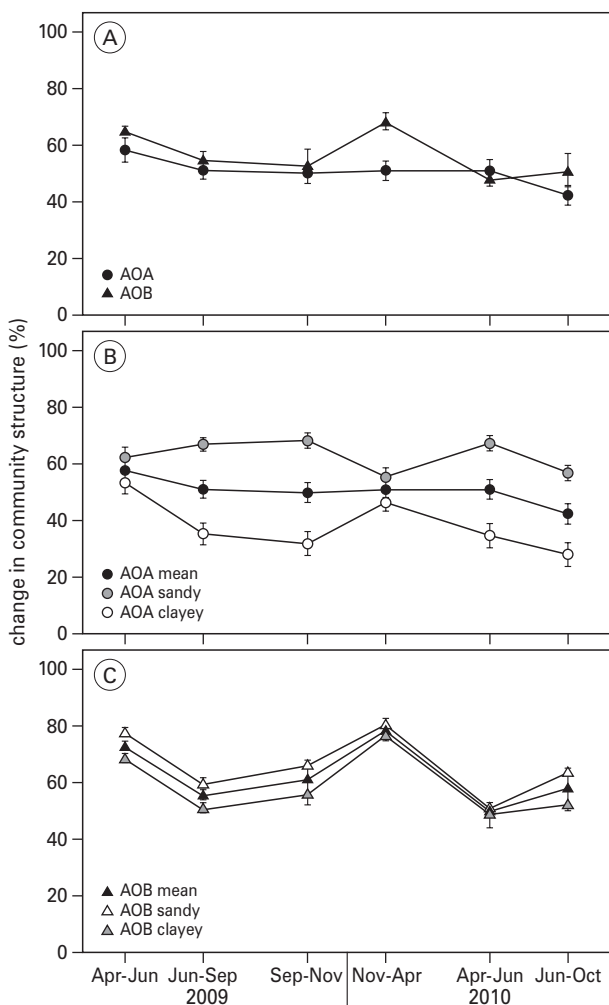 A
100
80
60
40
20
0
AOA
AOB
change in community structure (%)
B
100
80
60
40
20
0
AOA mean
AOA sandy
AOA clayey
C
100
80
60
40
20
0
AOB mean
AOB sandy
AOB clayey
Apr-Jun Jun-Sep Sep-Nov Nov-Apr Apr-Jun Jun-Oct
2009 2010